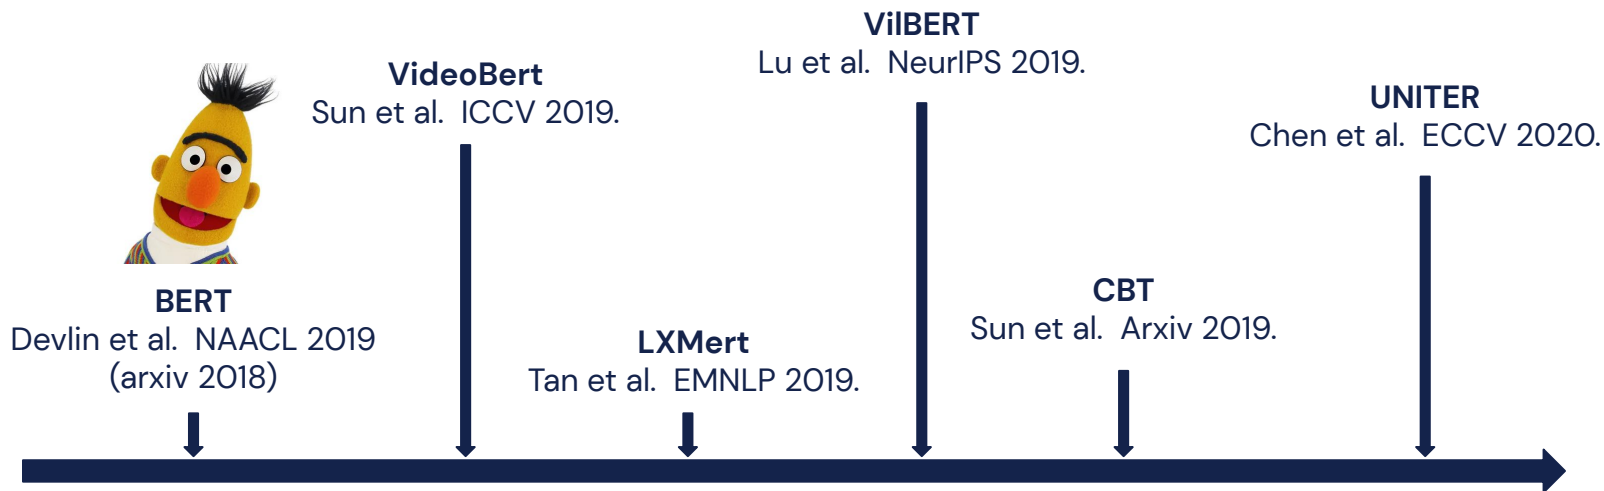 BERT
Devlin et al. NAACL 2019
(arxiv 2018)
VideoBert
Sun et al. ICCV 2019.
LXMert
Tan et al. EMNLP 2019.
VilBERT
Lu et al. NeurIPS 2019.
CBT
Sun et al. Arxiv 2019.
UNITER
Chen et al. ECCV 2020.